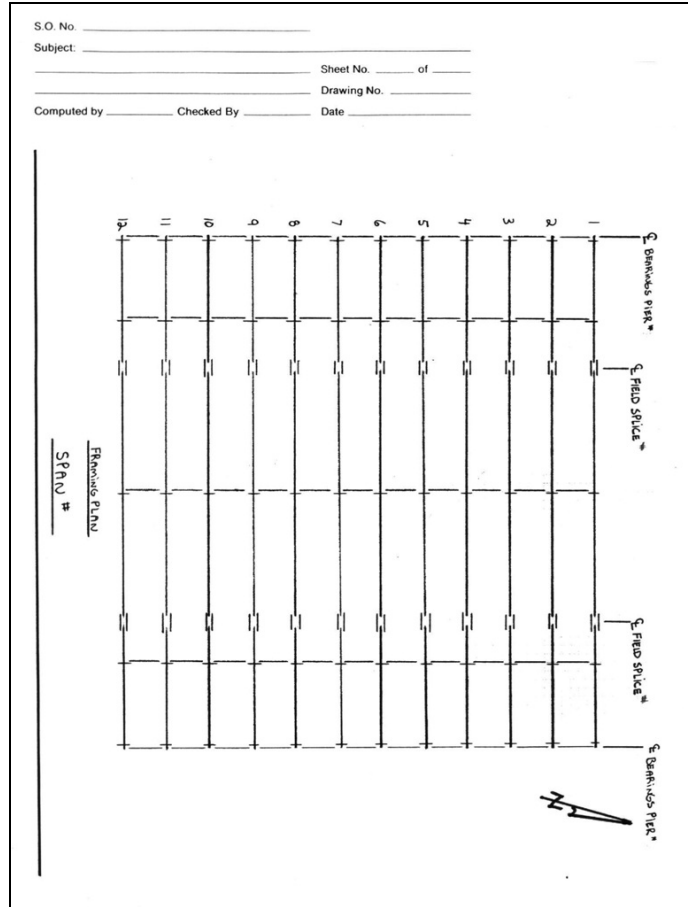 S.O. No.
Subject:
Sheet No. of
Drawing No.
Computed by Checked By Date
12 11 10 9 8 7 6 5 4 3 2 1
℄ BEARINGS PIER #
℄ FIELD SPLICE #
℄ FIELD SPLICE #
℄ BEARINGS PIER #
FRAMING PLAN
SPAN #
N